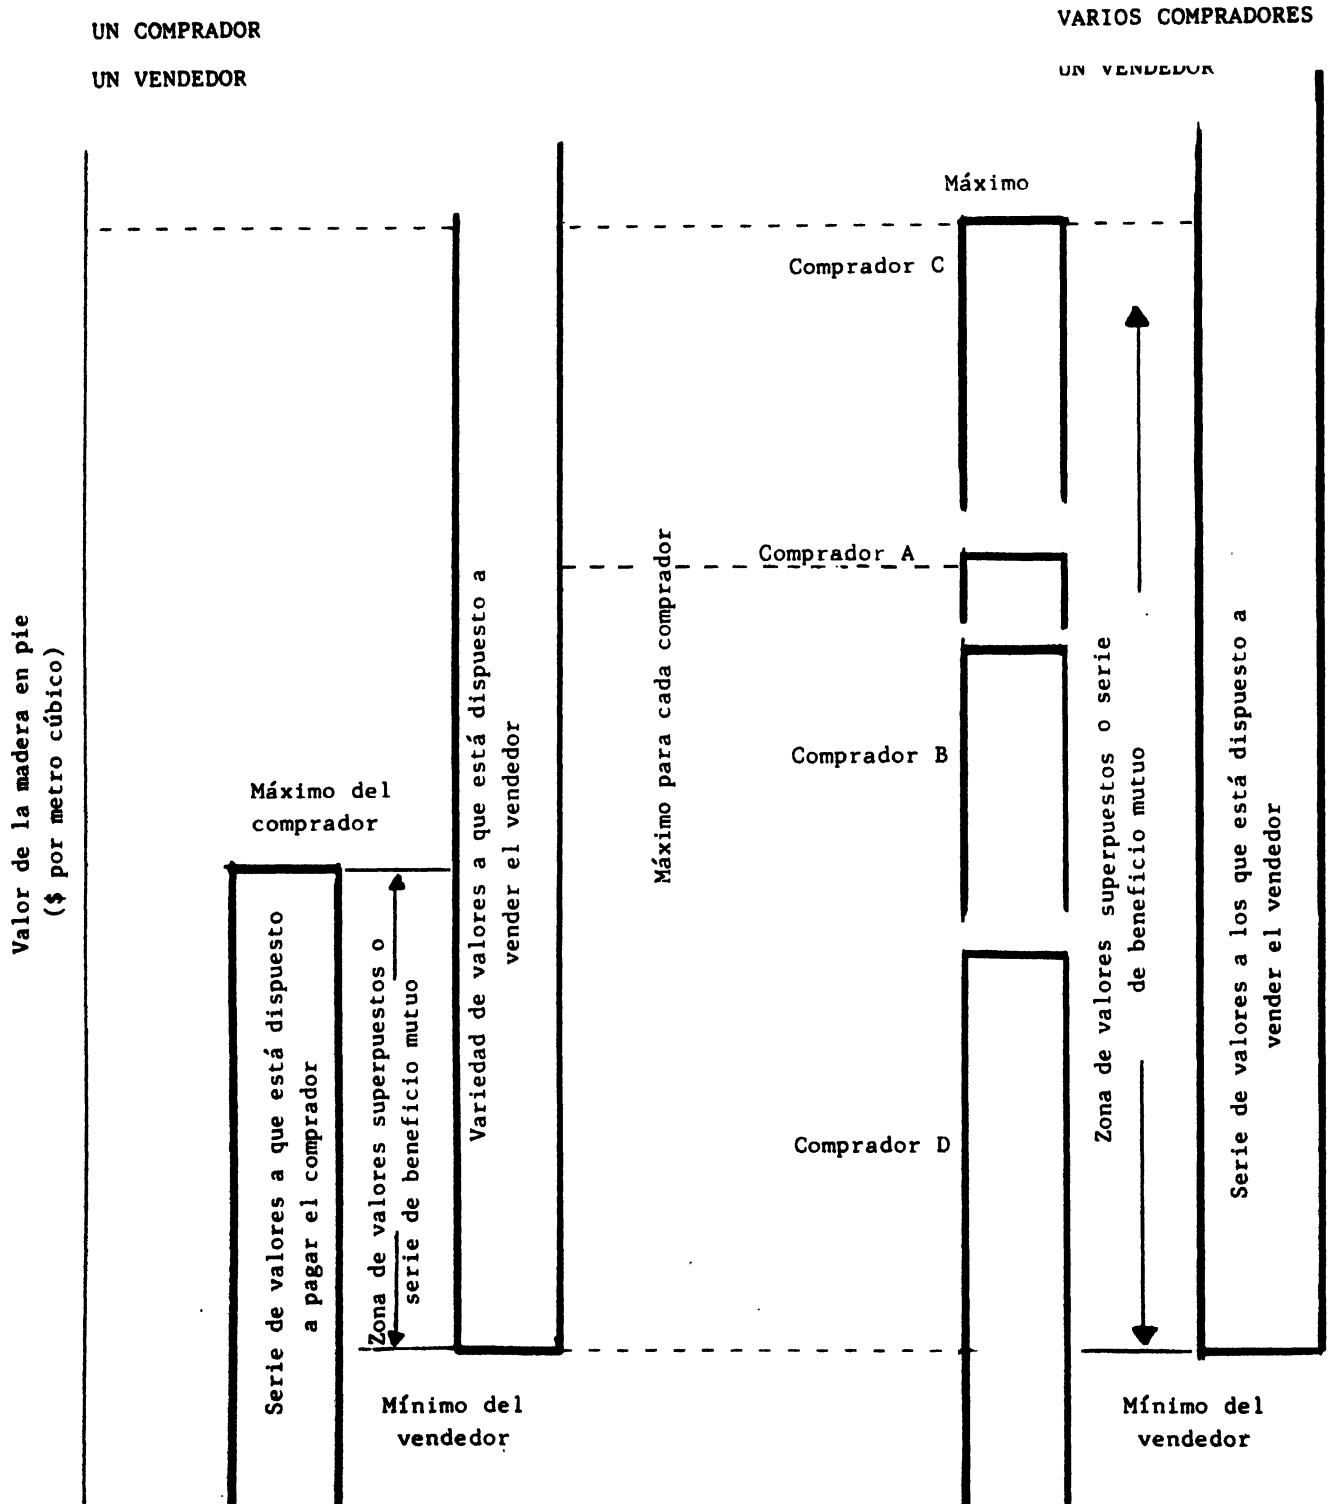 UN COMPRADOR
UN VENDEDOR
VARIOS COMPRADORES
UN VENDEDOR
Valor de la madera en pie
($ por metro cúbico)
Máximo del
comprador
Serie de valores a que está dispuesto
a pagar el comprador
Zona de valores superpuestos o
serie de beneficio mutuo
Variedad de valores a que está dispuesto a
vender el vendedor
Mínimo del
vendedor
Máximo para cada comprador
Máximo
Comprador C
Comprador A
Comprador B
Comprador D
Zona de valores superpuestos o serie
de beneficio mutuo
Serie de valores a los que está dispuesto a
vender el vendedor
Mínimo del
vendedor